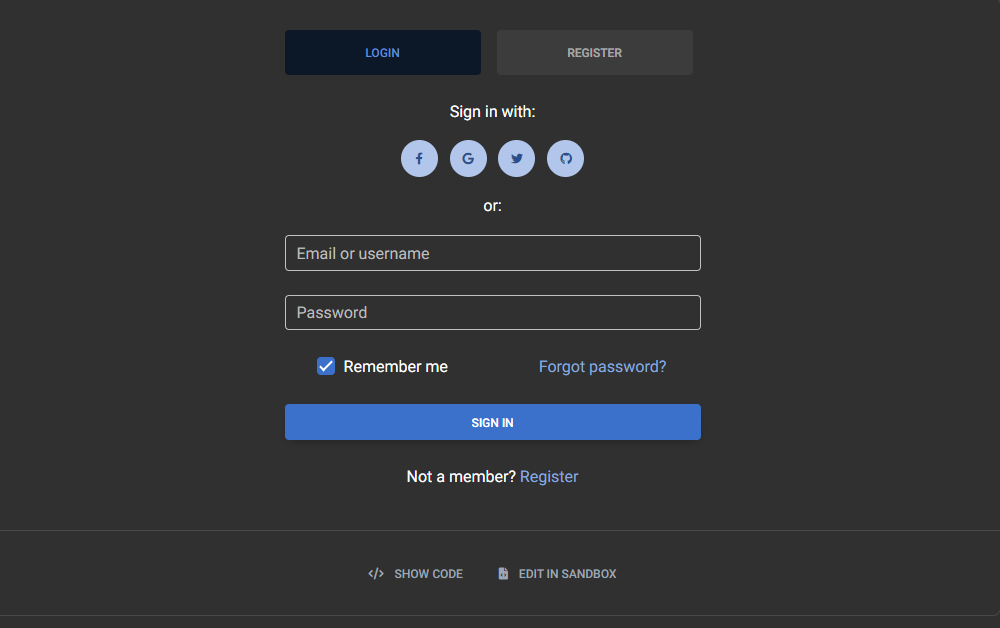 LOGIN REGISTER
Sign in with:
or:
Email or username
Password
Remember me Forgot password?
SIGN IN
Not a member? Register
SHOW CODE EDIT IN SANDBOX